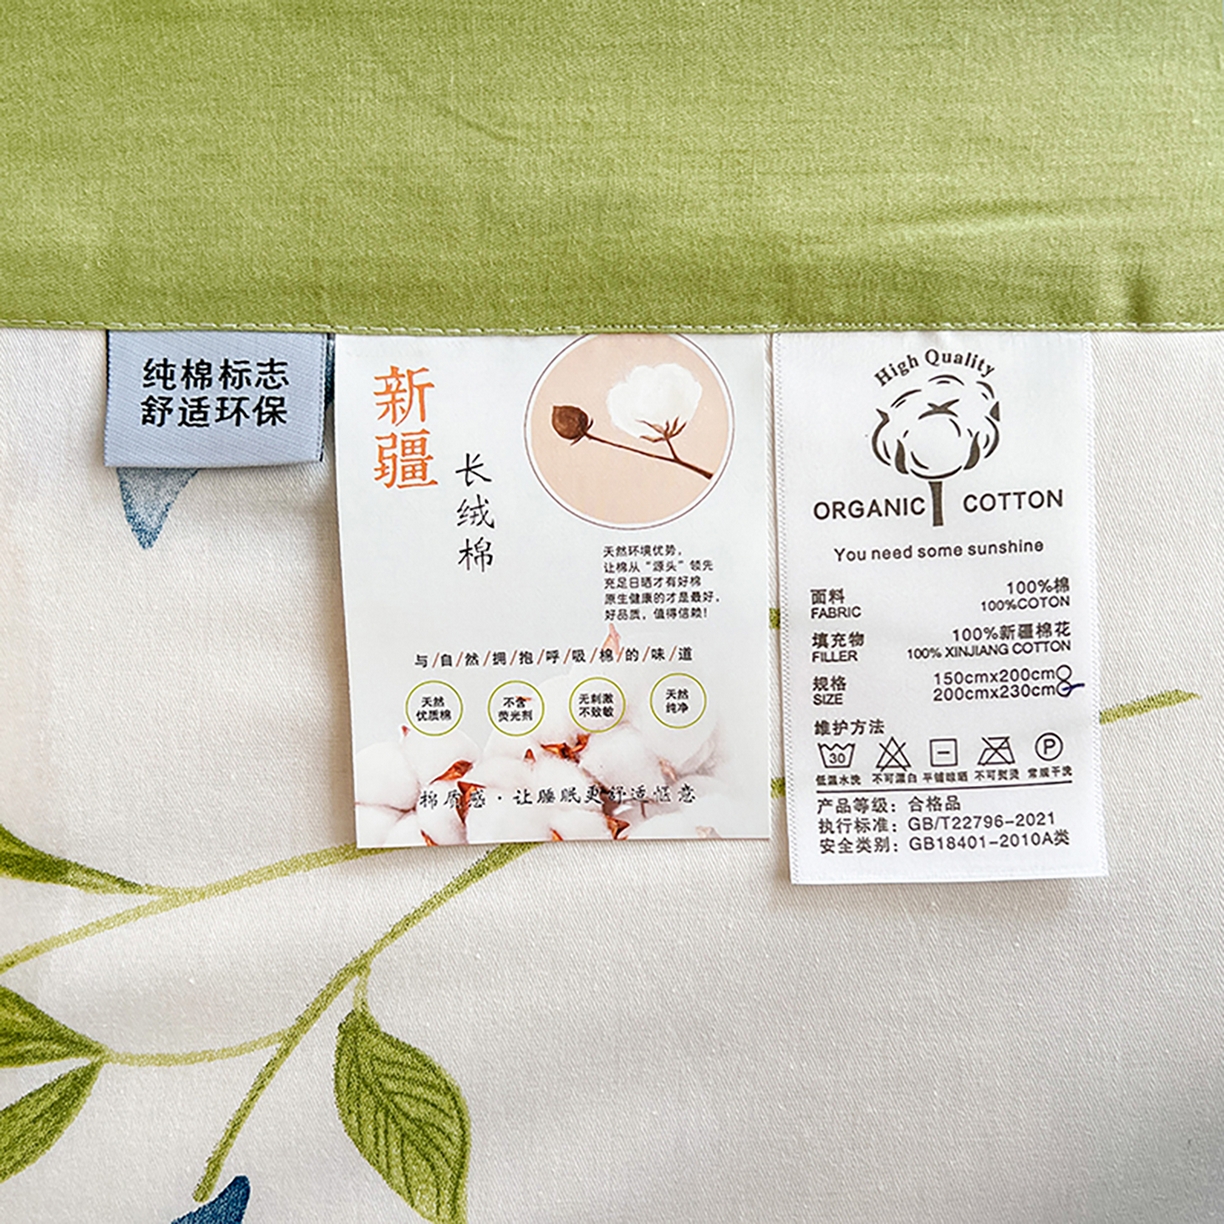 纯棉标志
舒适环保
新疆
长绒棉
天然环境优势，
让棉从“源头”领先
充足日晒才有好棉
原生健康的才是最好，
好品质，值得信赖！
与/自/然/拥/抱/呼/吸/棉/的/味/道
天然
优质棉
不含
荧光剂
无刺激
不致敏
天然
纯净
棉质感·让睡眠更舒适惬意
High Quality
ORGANIC COTTON
You need some sunshine
面料 100%棉
FABRIC 100%COTON
填充物 100%新疆棉花
FILLER 100% XINJIANG COTTON
规格 150cmx200cm
SIZE 200cmx230cm
维护方法
30 P
低温水洗 不可漂白 平铺晾晒 不可熨烫 常规干洗
产品等级：合格品
执行标准：GB/T22796-2021
安全类别：GB18401-2010A类